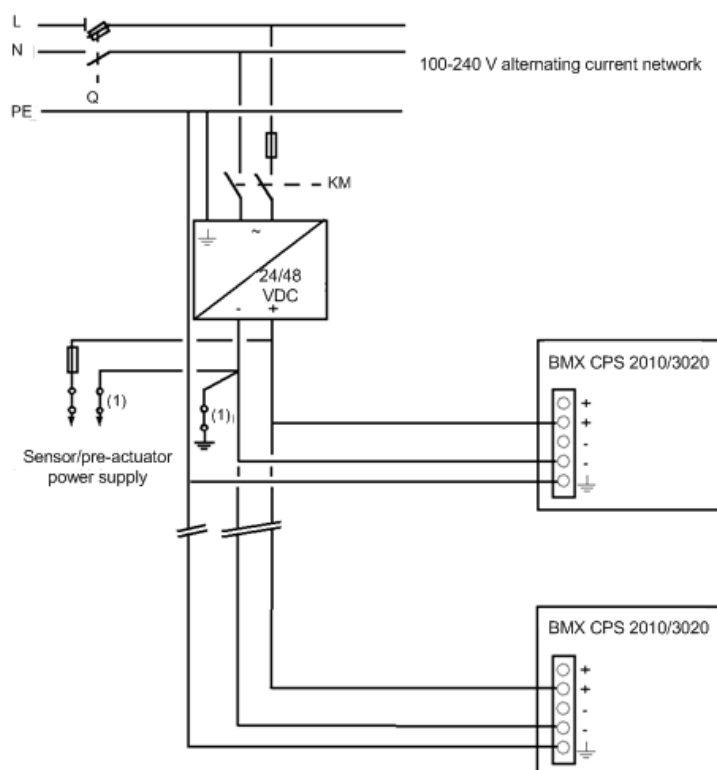 L
N
100-240 V alternating current network
Q
PE
KM
~
24/48
VDC
- +
BMX CPS 2010/3020
+
+
-
-
(1)
(1)
Sensor/pre-actuator
power supply
BMX CPS 2010/3020
+
+
-
-